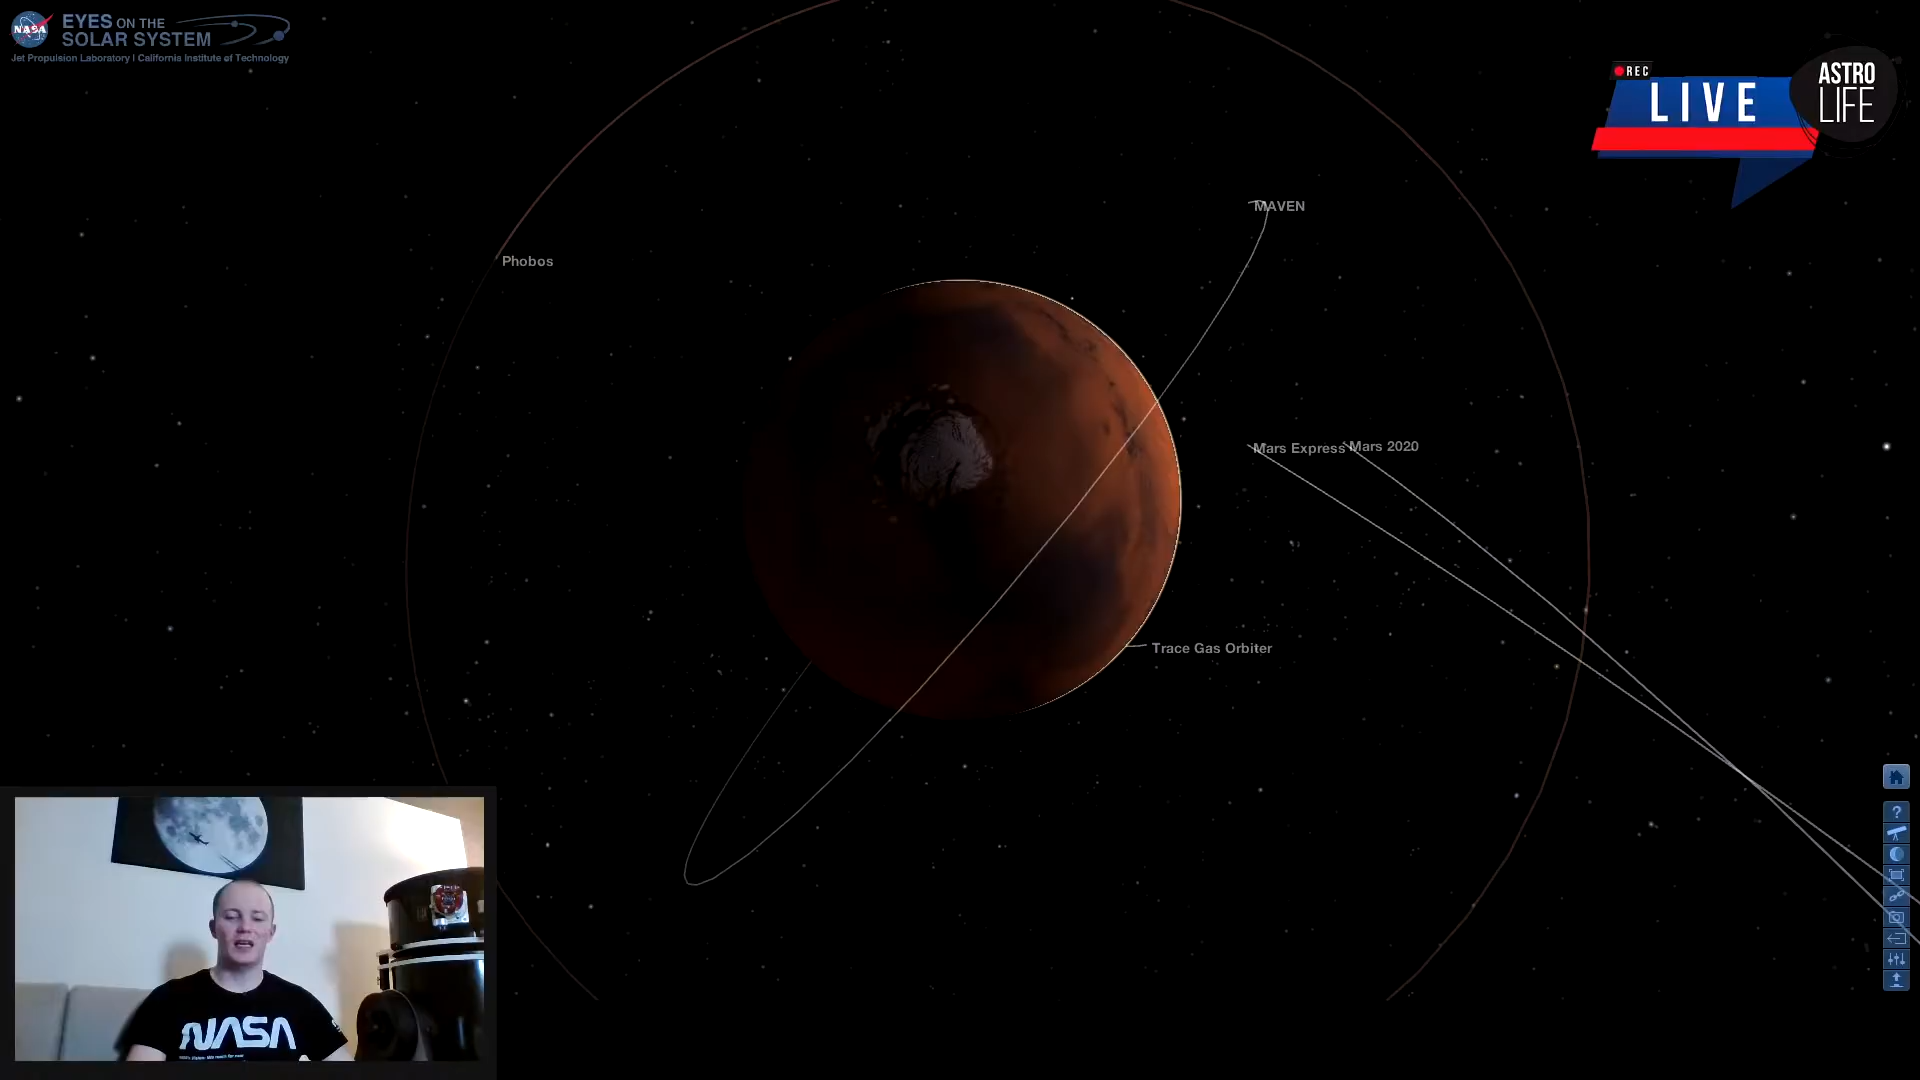 NASA
EYES ON THE
SOLAR SYSTEM
Jet Propulsion Laboratory | California Institute of Technology
REC
LIVE
ASTRO
LIFE
MAVEN
Phobos
Mars Express
Mars 2020
Trace Gas Orbiter
?
NASA